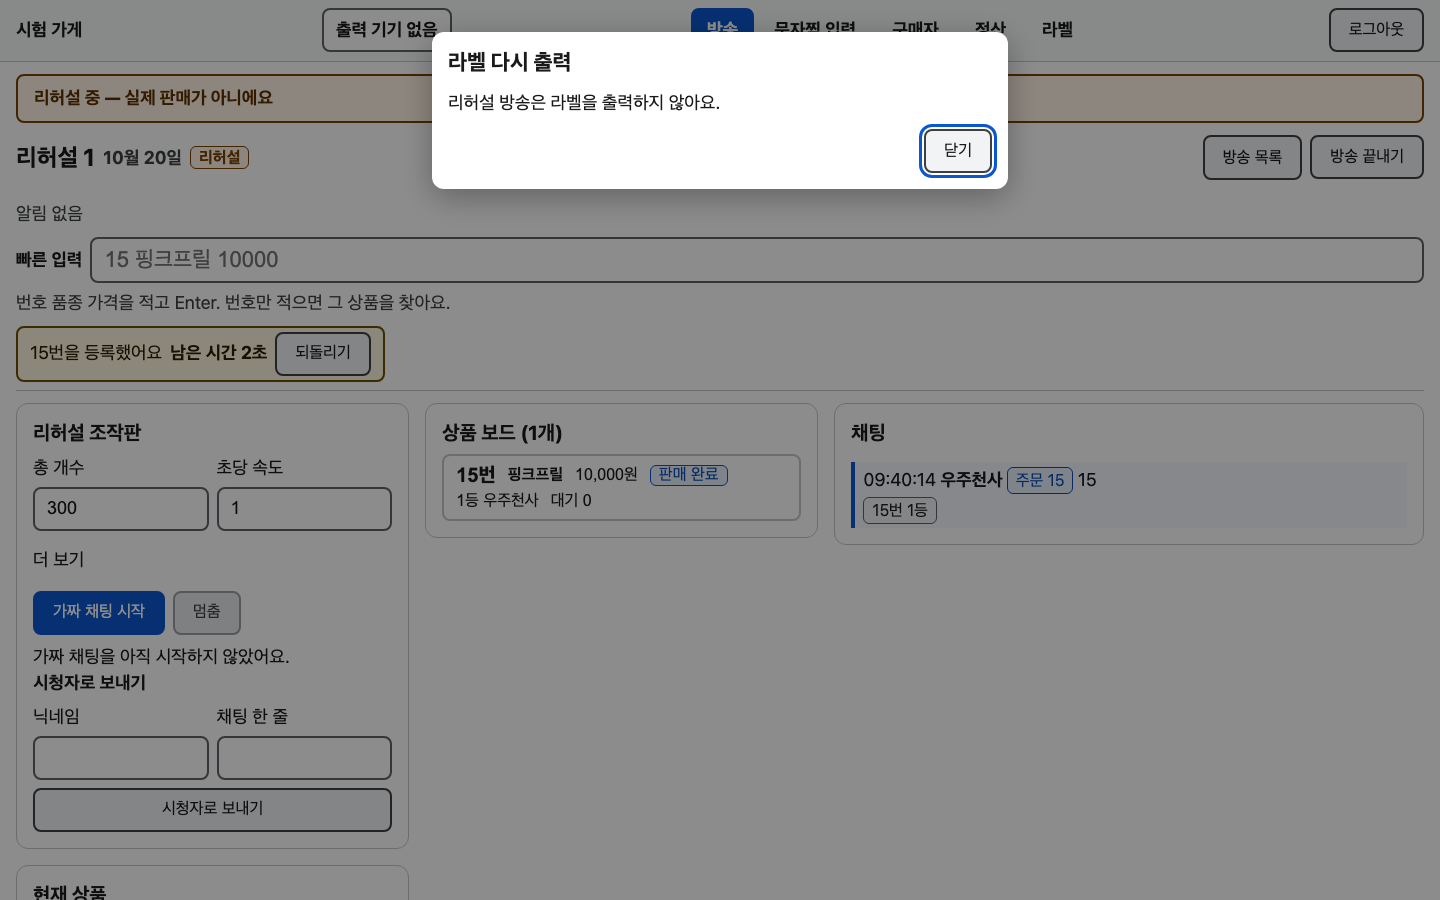 시험 가게
출력 기기 없음
방송
문자찍 입력
구매자
정산
라벨
로그아웃
라벨 다시 출력
리허설 방송은 라벨을 출력하지 않아요.
닫기
리허설 중 — 실제 판매가 아니에요
리허설 1 10월 20일 리허설
방송 목록
방송 끝내기
알림 없음
빠른 입력 15 핑크프릴 10000
번호 품종 가격을 적고 Enter. 번호만 적으면 그 상품을 찾아요.
15번을 등록했어요 남은 시간 2초 되돌리기
리허설 조작판
총 개수 초당 속도
300 1
더 보기
가짜 채팅 시작 멈춤
가짜 채팅을 아직 시작하지 않았어요.
시청자로 보내기
닉네임 채팅 한 줄
시청자로 보내기
현재 상품
상품 보드 (1개)
15번 핑크프릴 10,000원 판매 완료
1등 우주천사 대기 0
채팅
09:40:14 우주천사 주문 15 15
15번 1등